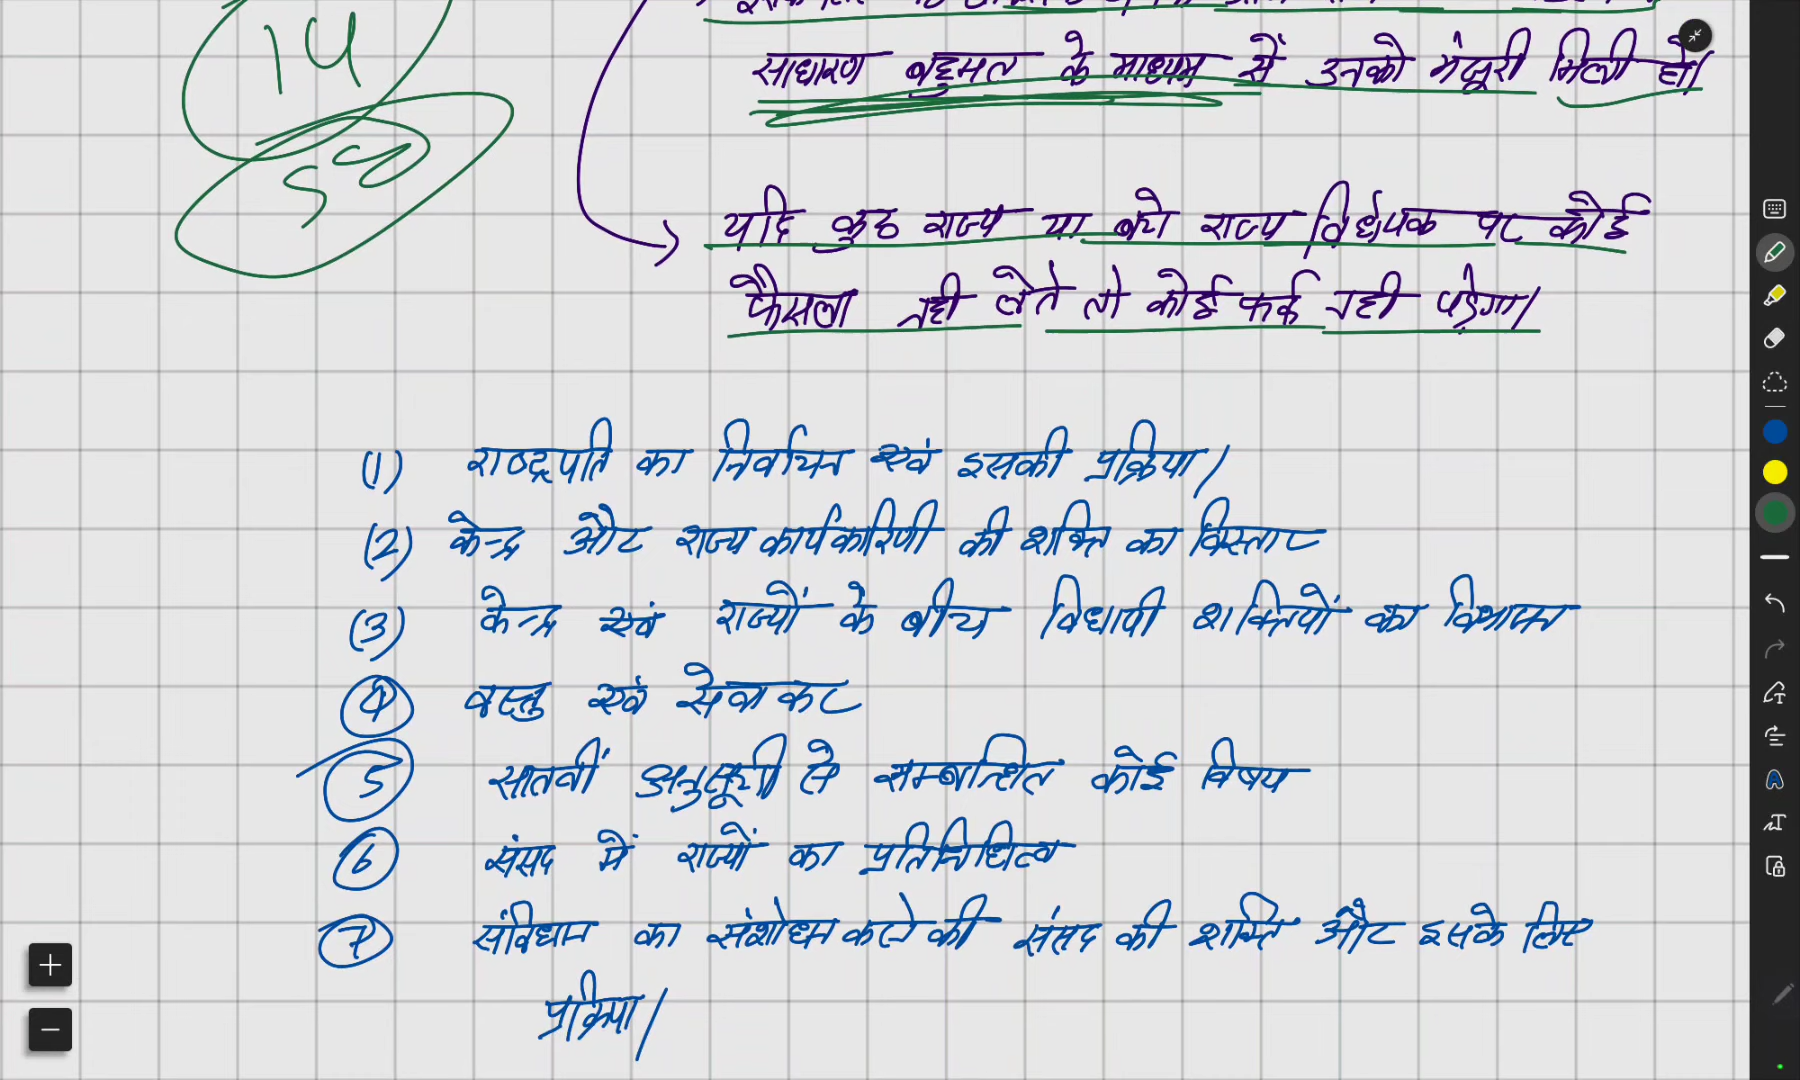 14
50
साधारण बहुमत के माध्यम से उनको मंजूरी मिली हो।
यदि कुछ राज्य या बचे राज्य विधेयक पर कोई
फैसला नही लेते तो कोई फर्क नही पड़ेगा।
(1) राष्ट्रपति का निर्वाचन एवं इसकी प्रक्रिया।
(2) केन्द्र और राज्य कार्यकारिणी की शक्ति का विस्तार
(3) केन्द्र एवं राज्यों के बीच विधायी शक्तियों का विभाजन
4 वस्तु एवं सेवा कर
5 सातवीं अनुसूची से सम्बन्धित कोई विषय
6 संसद में राज्यों का प्रतिनिधित्व
7 संविधान का संशोधन करने की संसद की शक्ति और इसके लिए
प्रक्रिया।